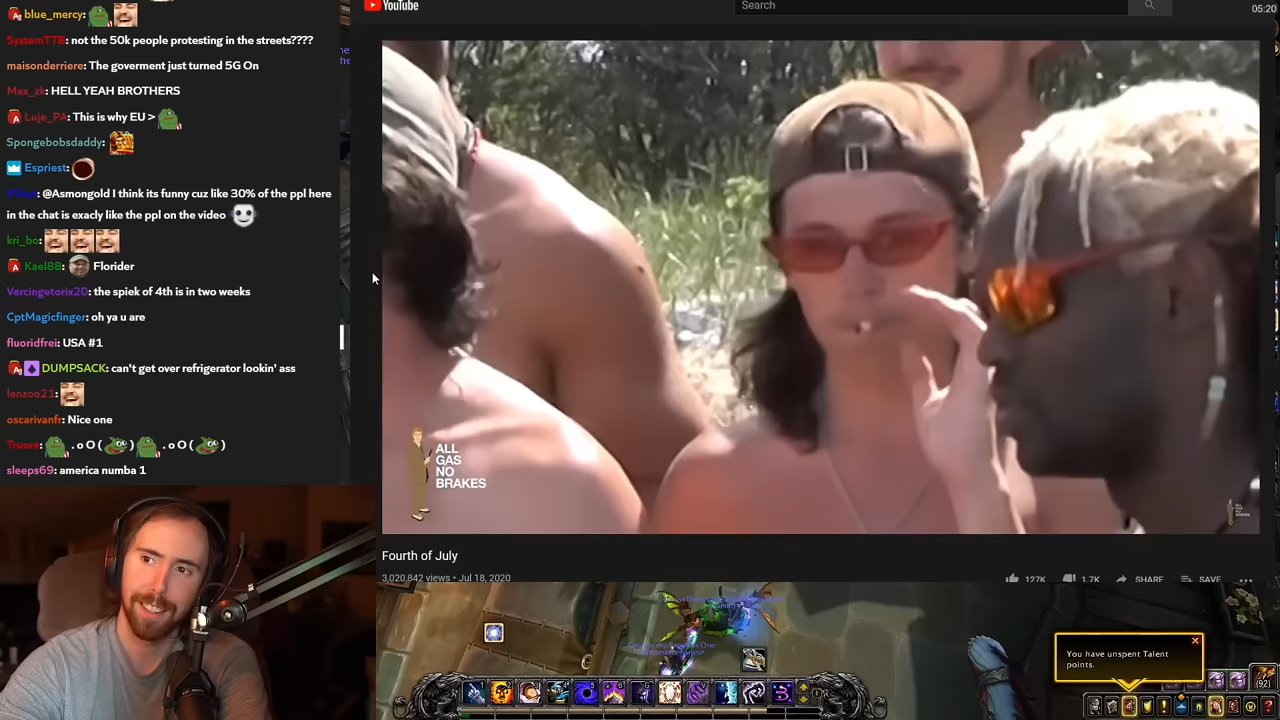 YouTube
Search
05:20
blue_mercy:
SystemTTB: not the 50k people protesting in the streets????
maisonderriere: The goverment just turned 5G On
Max_zk: HELL YEAH BROTHERS
Luje_PA: This is why EU >
Spongebobsdaddy:
Espriest:
: @Asmongold I think its funny cuz like 30% of the ppl here
in the chat is exacly like the ppl on the video
kri_bo:
Kael88: Florider
Vercingetorix20: the spiek of 4th is in two weeks
CptMagicfinger: oh ya u are
fluoridfrei: USA #1
DUMPSACK: can't get over refrigerator lookin' ass
lenzoo21:
oscarivanfr: Nice one
Truore: . o O ( ) . o O ( )
sleeps69: america numba 1
ALL
GAS
NO
BRAKES
Fourth of July
3,020,842 views • Jul 18, 2020
127K 1.7K SHARE SAVE
You have unspent Talent
points.